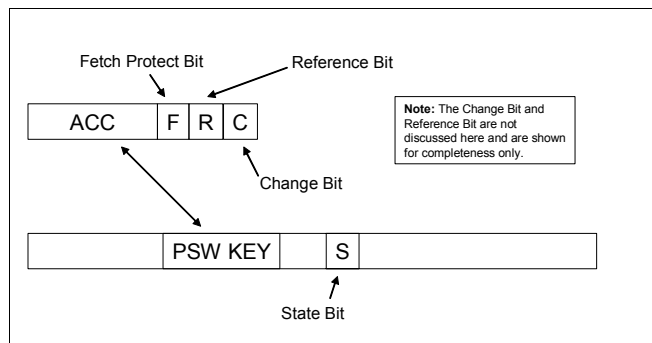 Fetch Protect Bit
Reference Bit
ACC F R C
Note: The Change Bit and
Reference Bit are not
discussed here and are shown
for completeness only.
Change Bit
PSW KEY S
State Bit